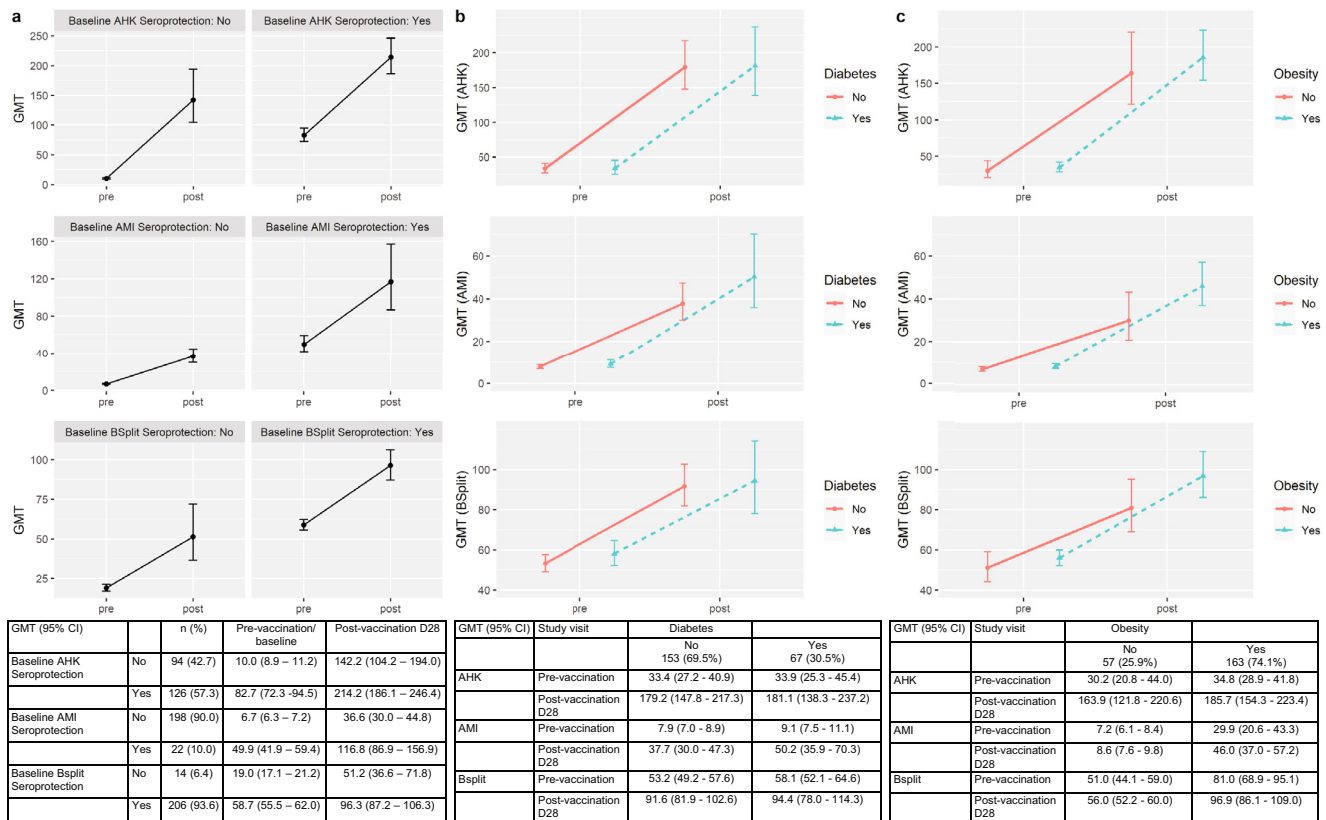 a
Baseline AHK Seroprotection: No
Baseline AHK Seroprotection: Yes
GMT
250
200
150
100
50
0
pre
post
pre
post
Baseline AMI Seroprotection: No
Baseline AMI Seroprotection: Yes
GMT
160
120
80
40
0
pre
post
pre
post
Baseline BSplit Seroprotection: No
Baseline BSplit Seroprotection: Yes
GMT
100
75
50
25
pre
post
pre
post
b
GMT (AHK)
200
150
100
50
pre
post
Diabetes
No
Yes
GMT (AMI)
60
40
20
0
pre
post
Diabetes
No
Yes
GMT (BSplit)
100
80
60
40
pre
post
Diabetes
No
Yes
c
GMT (AHK)
200
150
100
50
pre
post
Obesity
No
Yes
GMT (AMI)
60
40
20
0
pre
post
Obesity
No
Yes
GMT (BSplit)
100
80
60
40
pre
post
Obesity
No
Yes
GMT (95% CI) n (%) Pre-vaccination/ Post-vaccination D28
baseline
Baseline AHK No 94 (42.7) 10.0 (8.9 – 11.2) 142.2 (104.2 – 194.0)
Seroprotection
Yes 126 (57.3) 82.7 (72.3 -94.5) 214.2 (186.1 – 246.4)
Baseline AMI No 198 (90.0) 6.7 (6.3 – 7.2) 36.6 (30.0 – 44.8)
Seroprotection
Yes 22 (10.0) 49.9 (41.9 – 59.4) 116.8 (86.9 – 156.9)
Baseline Bsplit No 14 (6.4) 19.0 (17.1 – 21.2) 51.2 (36.6 – 71.8)
Seroprotection
Yes 206 (93.6) 58.7 (55.5 – 62.0) 96.3 (87.2 – 106.3)
GMT (95% CI) Study visit Diabetes
No Yes
153 (69.5%) 67 (30.5%)
AHK Pre-vaccination 33.4 (27.2 - 40.9) 33.9 (25.3 - 45.4)
Post-vaccination 179.2 (147.8 - 217.3) 181.1 (138.3 - 237.2)
D28
AMI Pre-vaccination 7.9 (7.0 - 8.9) 9.1 (7.5 - 11.1)
Post-vaccination 37.7 (30.0 - 47.3) 50.2 (35.9 - 70.3)
D28
Bsplit Pre-vaccination 53.2 (49.2 - 57.6) 58.1 (52.1 - 64.6)
Post-vaccination 91.6 (81.9 - 102.6) 94.4 (78.0 - 114.3)
D28
GMT (95% CI) Study visit Obesity
No Yes
57 (25.9%) 163 (74.1%)
AHK Pre-vaccination 30.2 (20.8 - 44.0) 34.8 (28.9 - 41.8)
Post-vaccination 163.9 (121.8 - 220.6) 185.7 (154.3 - 223.4)
D28
AMI Pre-vaccination 7.2 (6.1 - 8.4) 29.9 (20.6 - 43.3)
Post-vaccination 8.6 (7.6 - 9.8) 46.0 (37.0 - 57.2)
D28
Bsplit Pre-vaccination 51.0 (44.1 - 59.0) 81.0 (68.9 - 95.1)
Post-vaccination 56.0 (52.2 - 60.0) 96.9 (86.1 - 109.0)
D28